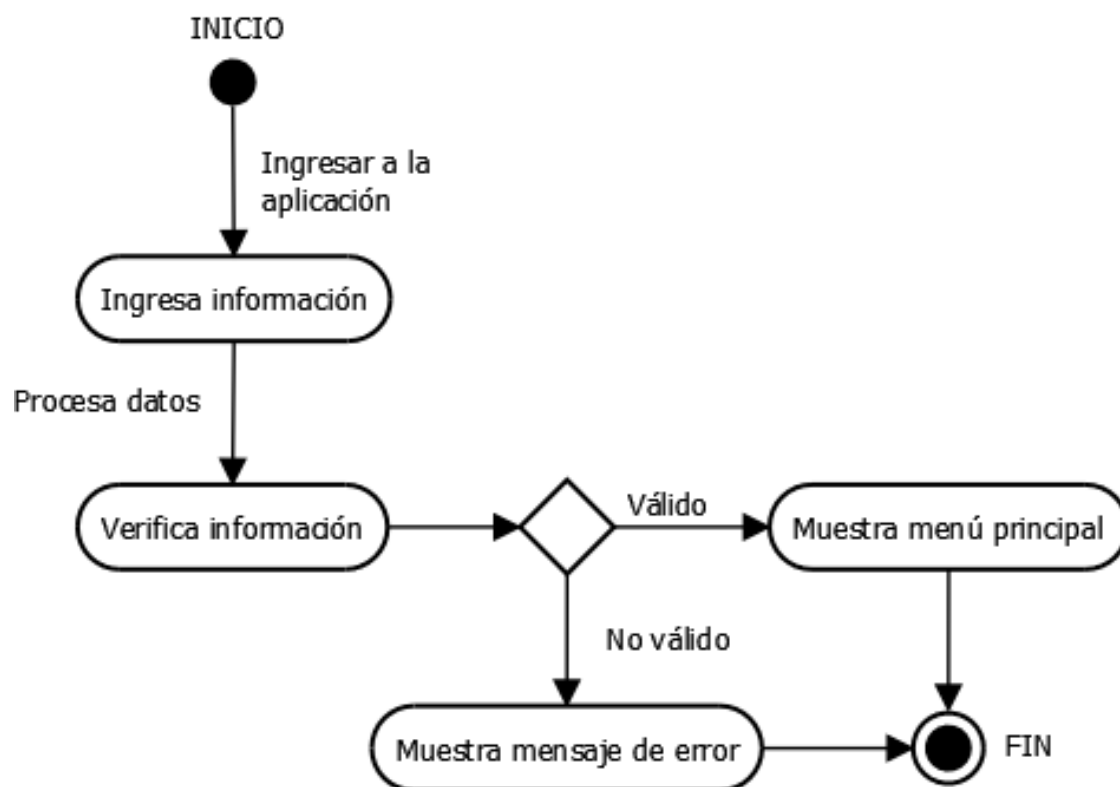 INICIO
Ingresar a la
aplicación
Ingresa información
Procesa datos
Verifica información
Válido
Muestra menú principal
No válido
Muestra mensaje de error
FIN